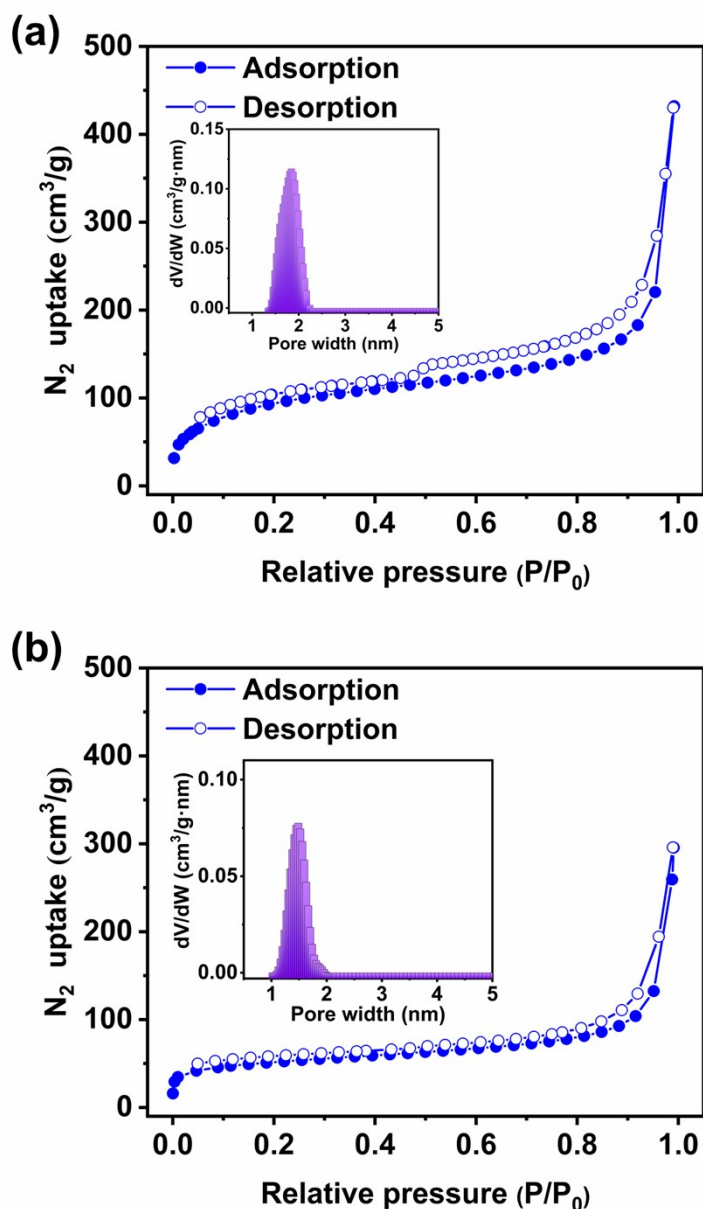 (a)
500
400
300
200
100
0
N₂ uptake (cm³/g)
Adsorption
Desorption
0.15
0.10
0.05
0.00
dV/dW (cm³/g·nm)
1 2 3 4 5
Pore width (nm)
0.0 0.2 0.4 0.6 0.8 1.0
Relative pressure (P/P₀)
(b)
500
400
300
200
100
0
N₂ uptake (cm³/g)
Adsorption
Desorption
0.10
0.05
0.00
dV/dW (cm³/g·nm)
1 2 3 4 5
Pore width (nm)
0.0 0.2 0.4 0.6 0.8 1.0
Relative pressure (P/P₀)